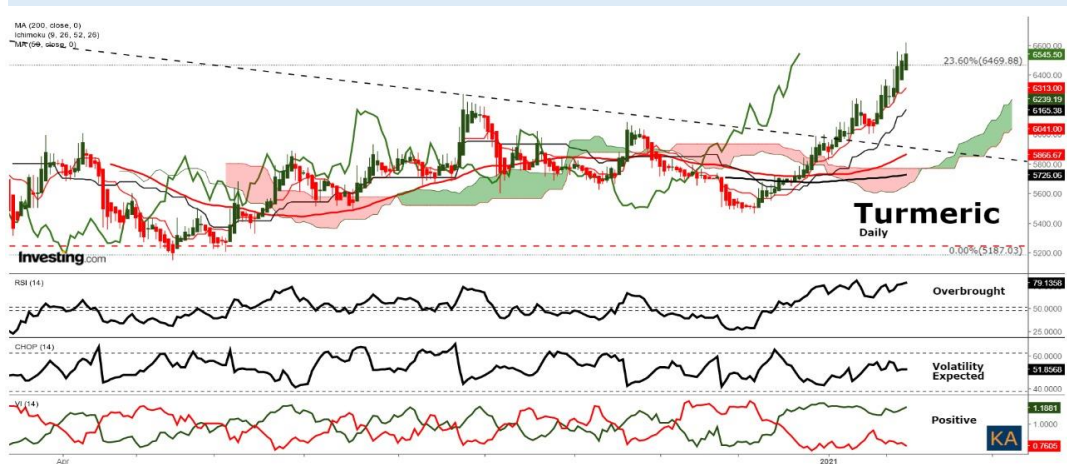 MA (200, close, 0)
Ichimoku (9, 26, 52, 26)
MA (50, close, 0)
6600.00
6545.50
23.60%(6469.88)
6400.00
6313.00
6239.19
6165.38
6041.00
5866.67
5800.00
5725.06
5600.00
Turmeric
Daily
5400.00
0.00%(5187.03)
5200.00
Investing.com
RSI (14)
79.1358
Overbrought
50.0000
25.0000
CHOP (14)
60.0000
Volatility
Expected
51.8568
40.0000
VI (14)
1.1881
Positive
1.0000
KA
0.7605
Apr
2021